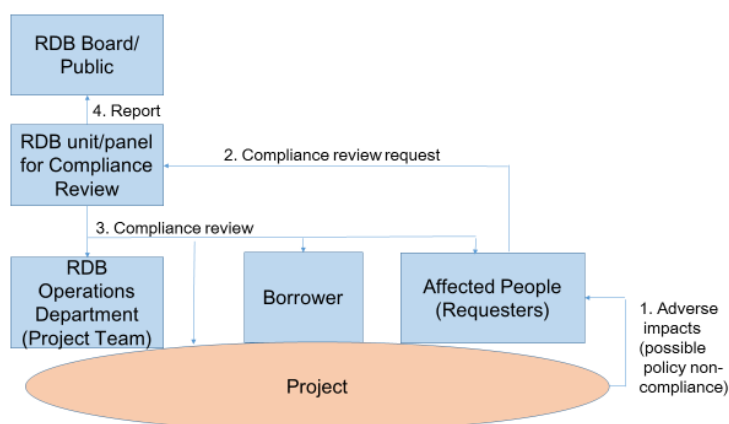 RDB Board/
Public
4. Report
RDB unit/panel
for Compliance
Review
2. Compliance review request
3. Compliance review
RDB
Operations
Department
(Project Team)
Borrower
Affected People
(Requesters)
1. Adverse
impacts
(possible
policy non-
compliance)
Project